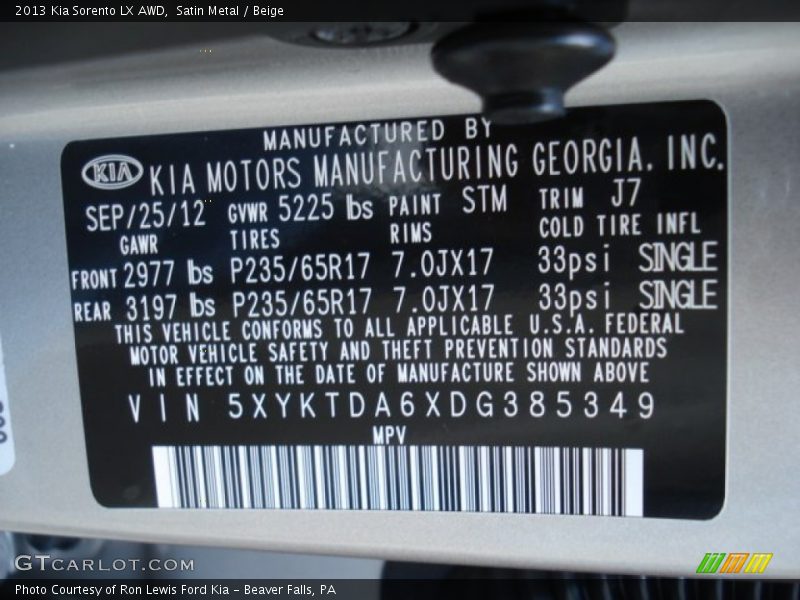 2013 Kia Sorento LX AWD, Satin Metal / Beige
MANUFACTURED BY
KIA KIA MOTORS MANUFACTURING GEORGIA, INC.
SEP/25/12 GVWR 5225 lbs PAINT STM TRIM J7
GAWR TIRES RIMS COLD TIRE INFL
FRONT 2977 lbs P235/65R17 7.0JX17 33psi SINGLE
REAR 3197 lbs P235/65R17 7.0JX17 33psi SINGLE
THIS VEHICLE CONFORMS TO ALL APPLICABLE U.S.A. FEDERAL
MOTOR VEHICLE SAFETY AND THEFT PREVENTION STANDARDS
IN EFFECT ON THE DATE OF MANUFACTURE SHOWN ABOVE
VIN 5XYKTDA6XDG385349
MPV
GTCARLOT.COM
Photo Courtesy of Ron Lewis Ford Kia - Beaver Falls, PA